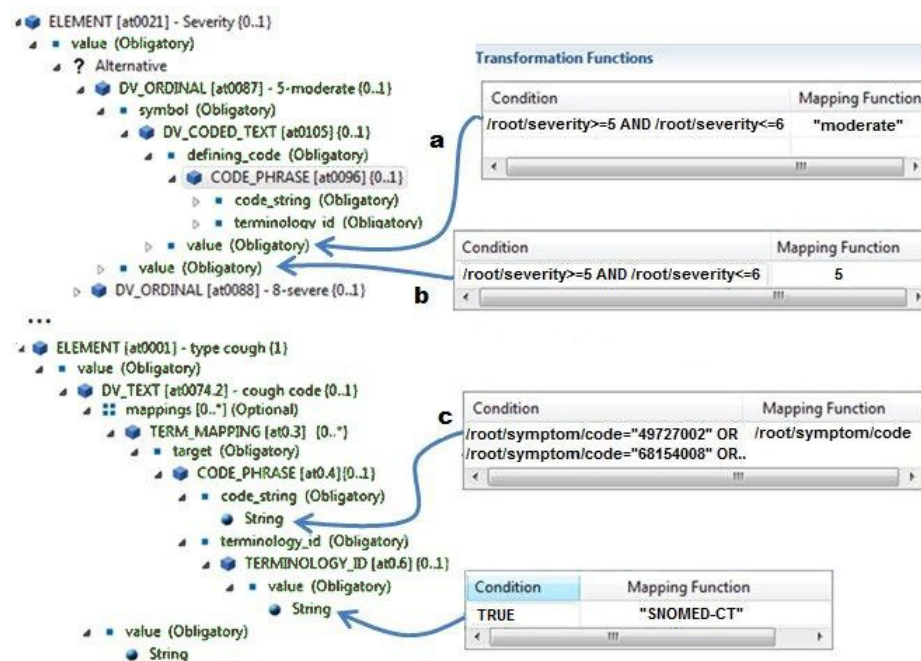 ELEMENT [at0021] - Severity {0..1}
value (Obligatory)
? Alternative
DV_ORDINAL [at0087] - 5-moderate {0..1}
symbol (Obligatory)
DV_CODED_TEXT [at0105] {0..1}
defining_code (Obligatory)
CODE_PHRASE [at0096] {0..1}
code_string (Obligatory)
terminology_id (Obligatory)
value (Obligatory)
value (Obligatory)
DV_ORDINAL [at0088] - 8-severe {0..1}
Transformation Functions
a
Condition Mapping Function
/root/severity>=5 AND /root/severity<=6 "moderate"
b
Condition Mapping Function
/root/severity>=5 AND /root/severity<=6 5
...
ELEMENT [at0001] - type cough {1}
value (Obligatory)
DV_TEXT [at0074.2] - cough code {0..1}
mappings [0..*] (Optional)
TERM_MAPPING [at0.3] {0..*}
target (Obligatory)
CODE_PHRASE [at0.4]{0..1}
code_string (Obligatory)
String
terminology_id (Obligatory)
TERMINOLOGY_ID [at0.6] {0..1}
value (Obligatory)
String
value (Obligatory)
String
c
Condition Mapping Function
/root/symptom/code="49727002" OR /root/symptom/code
/root/symptom/code="68154008" OR..
Condition Mapping Function
TRUE "SNOMED-CT"